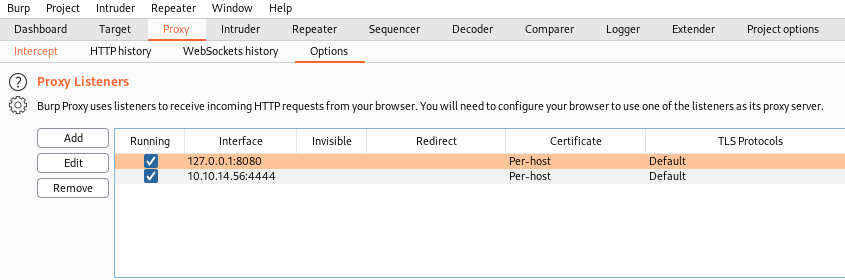 Burp Project Intruder Repeater Window Help
Dashboard Target Proxy Intruder Repeater Sequencer Decoder Comparer Logger Extender Project options
Intercept HTTP history WebSockets history Options
? Proxy Listeners
Burp Proxy uses listeners to receive incoming HTTP requests from your browser. You will need to configure your browser to use one of the listeners as its proxy server.
Add Running Interface Invisible Redirect Certificate TLS Protocols
Edit 127.0.0.1:8080 Per-host Default
10.10.14.56:4444 Per-host Default
Remove